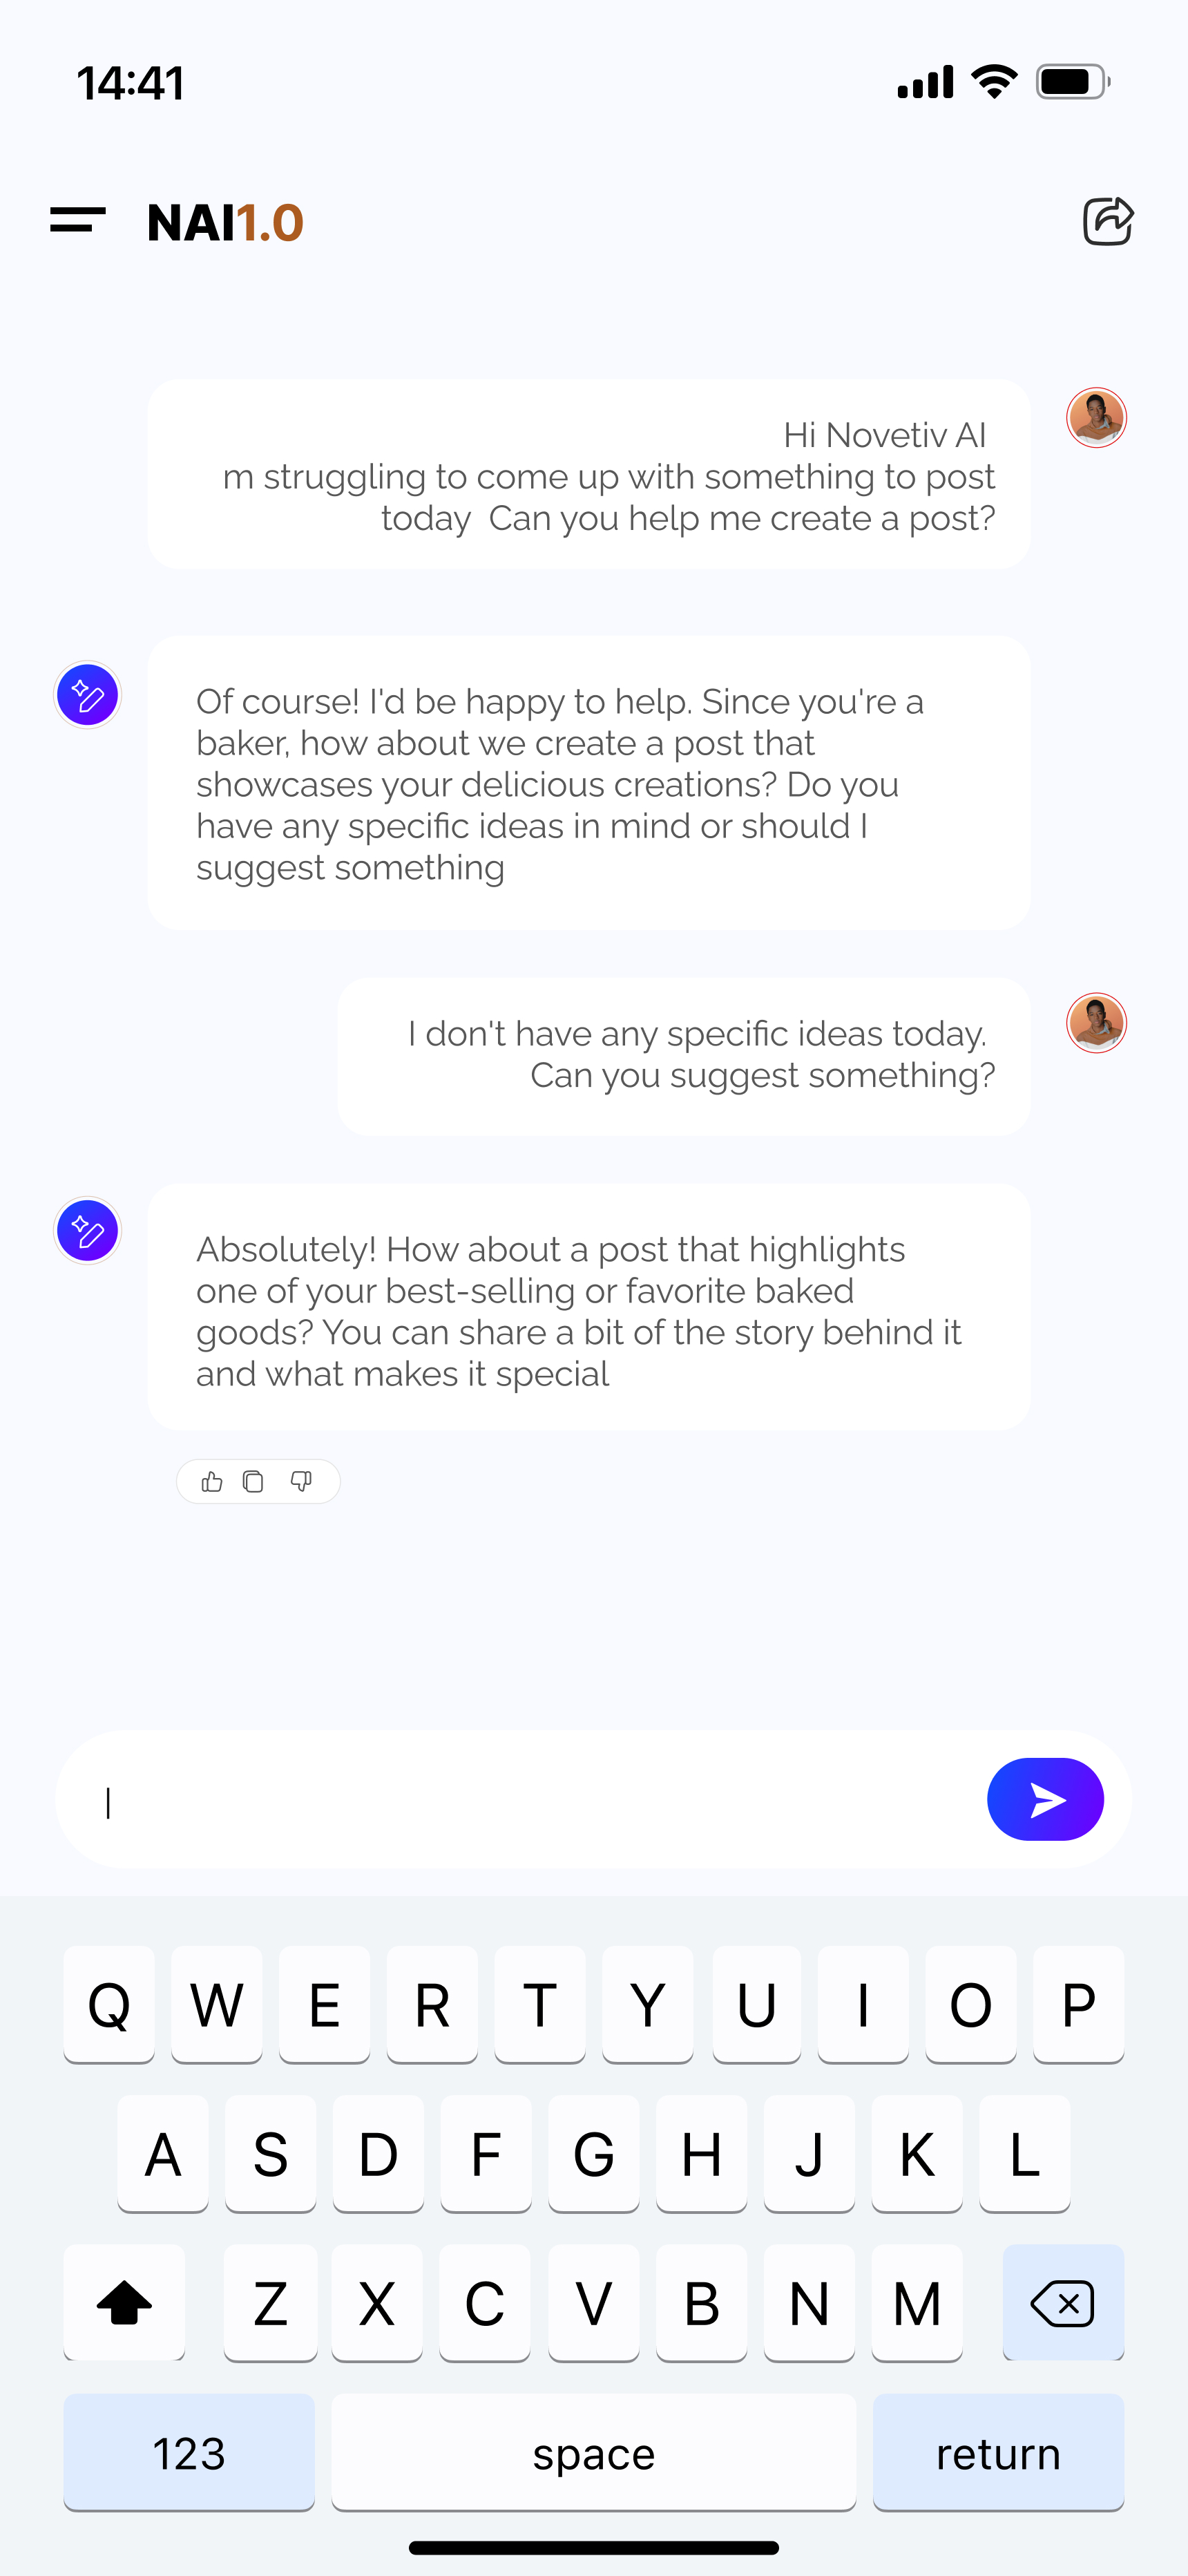 14:41
NAI1.0
Hi Novetiv AI
m struggling to come up with something to post
today  Can you help me create a post?
Of course! I'd be happy to help. Since you're a
baker, how about we create a post that
showcases your delicious creations? Do you
have any specific ideas in mind or should I
suggest something
I don't have any specific ideas today.
Can you suggest something?
Absolutely! How about a post that highlights
one of your best-selling or favorite baked
goods? You can share a bit of the story behind it
and what makes it special
Q W E R T Y U I O P
A S D F G H J K L
Z X C V B N M
123 space return